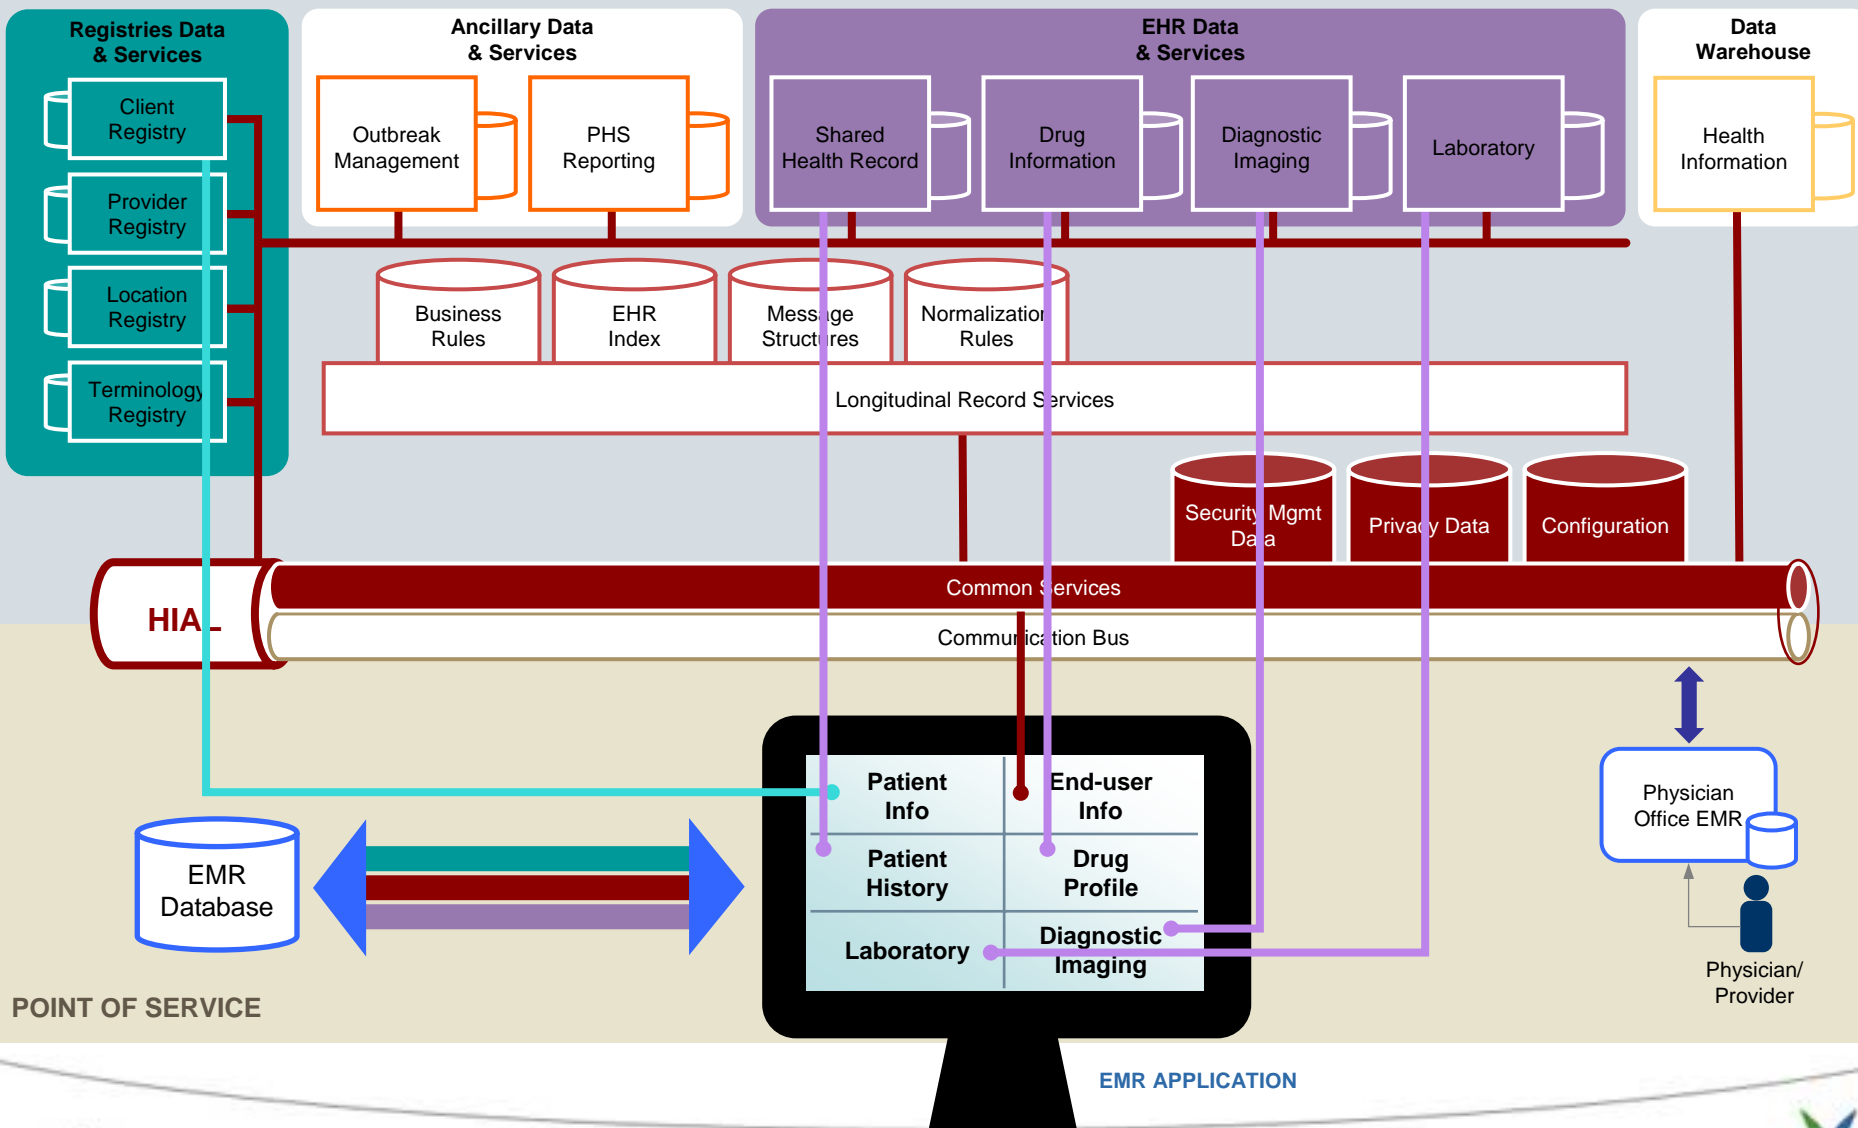 Registries Data
& Services
Client
Registry
Provider
Registry
Location
Registry
Terminology
Registry
Ancillary Data
& Services
Outbreak
Management
PHS
Reporting
EHR Data
& Services
Shared
Health Record
Drug
Information
Diagnostic
Imaging
Laboratory
Data
Warehouse
Health
Information
Business
Rules
EHR
Index
Message
Structures
Normalization
Rules
Longitudinal Record Services
Security Mgmt
Data
Privacy Data
Configuration
HIAL
Common Services
Communication Bus
EMR
Database
Patient
Info
End-user
Info
Patient
History
Drug
Profile
Laboratory
Diagnostic
Imaging
Physician
Office EMR
Physician/
Provider
POINT OF SERVICE
EMR APPLICATION